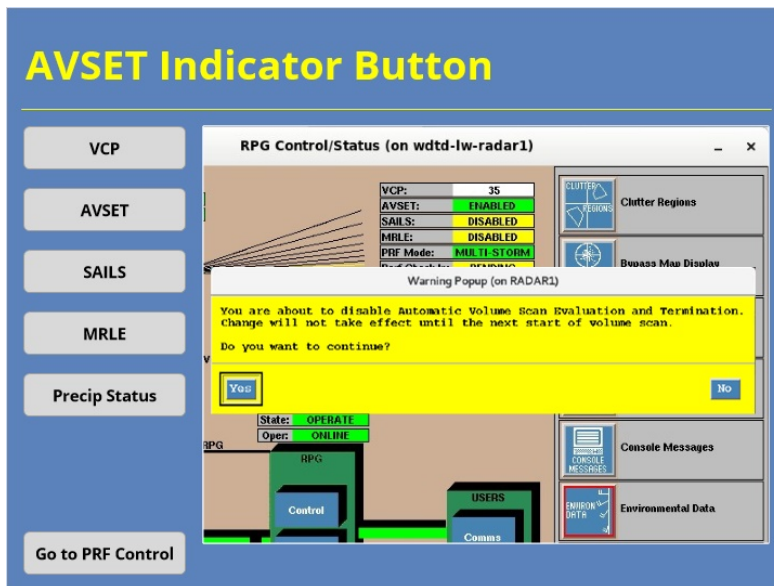 AVSET Indicator Button
VCP
AVSET
SAILS
MRLE
Precip Status
Go to PRF Control
RPG Control/Status (on wdtd-lw-radar1)
VCP: 35
AVSET: ENABLED
SAILS: DISABLED
MRLE: DISABLED
PRF Mode: MULTI-STORM
CLUTTER
REGIONS
Clutter Regions
Bypass Map Display
Warning Popup (on RADAR1)
You are about to disable Automatic Volume Scan Evaluation and Termination.
Change will not take effect until the next start of volume scan.
Do you want to continue?
Yes
No
State: OPERATE
Oper: ONLINE
RPG
RPG
Control
USERS
Comms
CONSOLE
MESSAGES
Console Messages
ENVIRON
DATA
Environmental Data